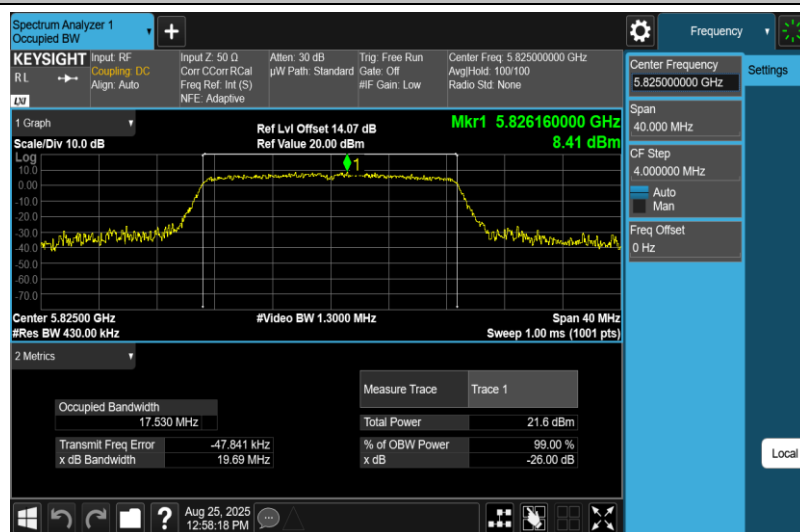 Spectrum Analyzer 1
Occupied BW
+
Frequency
KEYSIGHT
RL
LXI
Input: RF
Coupling: DC
Align: Auto
Input Z: 50 Ω
Corr CCorr RCal
Freq Ref: Int (S)
NFE: Adaptive
Atten: 30 dB
µW Path: Standard
Trig: Free Run
Gate: Off
#IF Gain: Low
Center Freq: 5.825000000 GHz
Avg|Hold: 100/100
Radio Std: None
Center Frequency
5.825000000 GHz
Settings
Span
40.000 MHz
CF Step
4.000000 MHz
Auto
Man
Freq Offset
0 Hz
Local
1 Graph
Scale/Div 10.0 dB
Ref Lvl Offset 14.07 dB
Ref Value 20.00 dBm
Mkr1 5.826160000 GHz
8.41 dBm
Log
10.0
0.00
-10.0
-20.0
-30.0
-40.0
-50.0
-60.0
-70.0
1
Center 5.82500 GHz
#Res BW 430.00 kHz
#Video BW 1.3000 MHz
Span 40 MHz
Sweep 1.00 ms (1001 pts)
2 Metrics
Measure Trace Trace 1
Occupied Bandwidth
17.530 MHz
Total Power 21.6 dBm
Transmit Freq Error -47.841 kHz
% of OBW Power 99.00 %
x dB Bandwidth 19.69 MHz
x dB -26.00 dB
?
Aug 25, 2025
12:58:18 PM